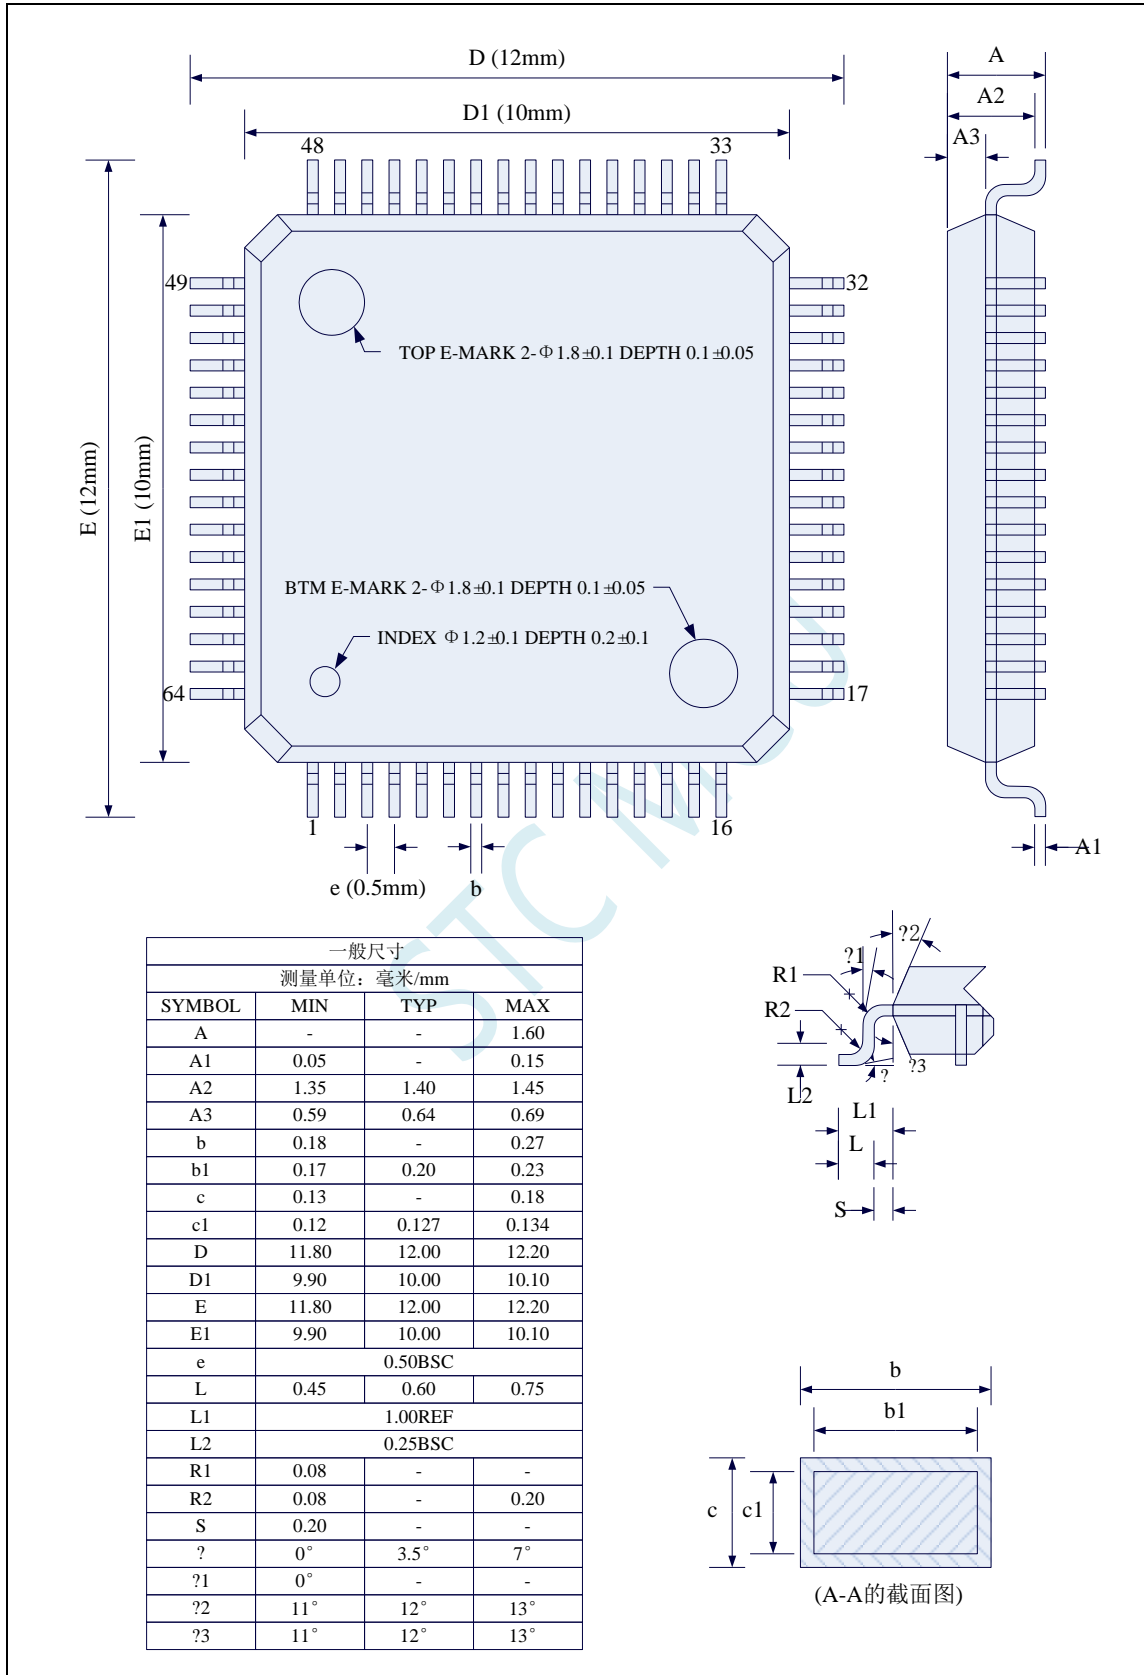 D (12mm)
D1 (10mm)
48
33
A
A2
A3
49
32
TOP E-MARK 2-Φ1.8±0.1 DEPTH 0.1±0.05
E (12mm)
E1 (10mm)
BTM E-MARK 2-Φ1.8±0.1 DEPTH 0.1±0.05
INDEX Φ1.2±0.1 DEPTH 0.2±0.1
64
17
1
16
A1
e (0.5mm)
b
STC MCU
一般尺寸
测量单位：毫米/mm
SYMBOL MIN TYP MAX
A - - 1.60
A1 0.05 - 0.15
A2 1.35 1.40 1.45
A3 0.59 0.64 0.69
b 0.18 - 0.27
b1 0.17 0.20 0.23
c 0.13 - 0.18
c1 0.12 0.127 0.134
D 11.80 12.00 12.20
D1 9.90 10.00 10.10
E 11.80 12.00 12.20
E1 9.90 10.00 10.10
e 0.50BSC
L 0.45 0.60 0.75
L1 1.00REF
L2 0.25BSC
R1 0.08 - -
R2 0.08 - 0.20
S 0.20 - -
? 0° 3.5° 7°
?1 0° - -
?2 11° 12° 13°
?3 11° 12° 13°
?2
?1
R1
R2
?3
?
L2
L1
L
S
b
b1
c
c1
(A-A的截面图)